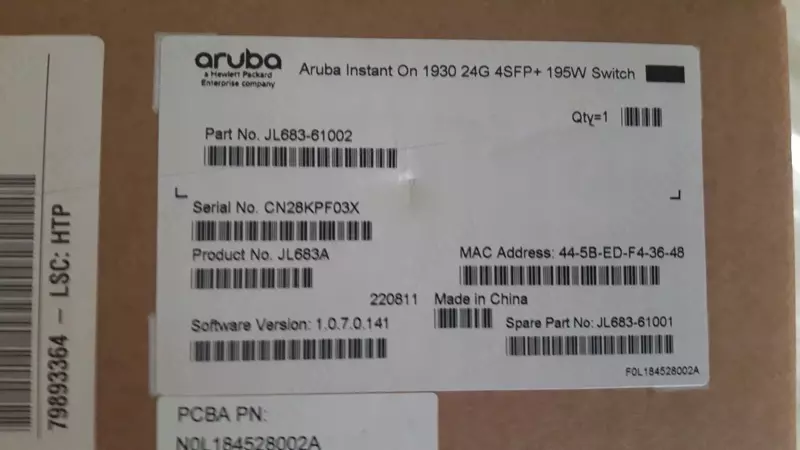 aruba
a Hewlett Packard
Enterprise company
Aruba Instant On 1930 24G 4SFP+ 195W Switch
Qty=1
Part No. JL683-61002
Serial No. CN28KPF03X
Product No. JL683A
MAC Address: 44-5B-ED-F4-36-48
220811 Made in China
Software Version: 1.0.7.0.141
Spare Part No: JL683-61001
F0L184528002A
79893364 - LSC: HTP
PCBA PN:
N0L184528002A